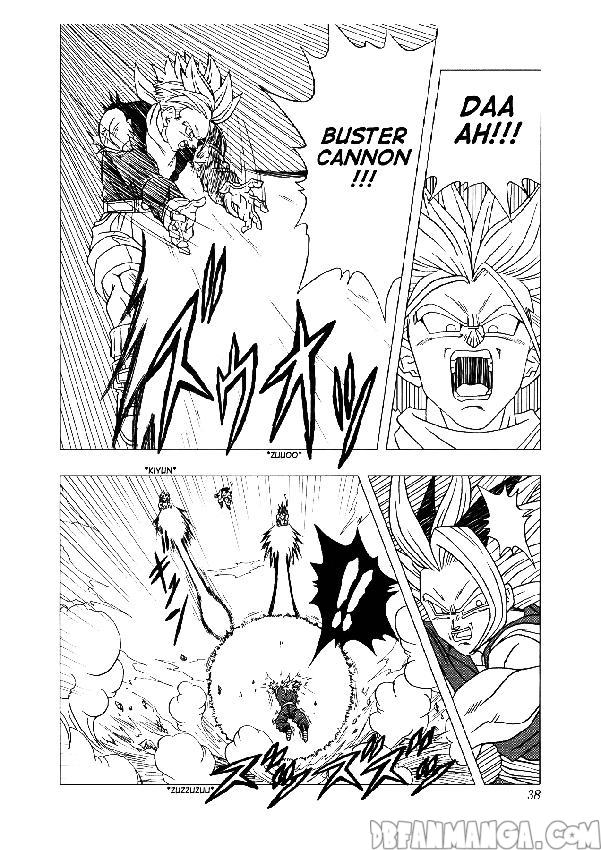 DAA
AH!!!
BUSTER
CANNON
!!!
ズウオッ
*ZUUOO*
*KIYUN*
キュン
!!
ズズズズ
*ZUZZUZUU*
38
DBFANMANGA.COM